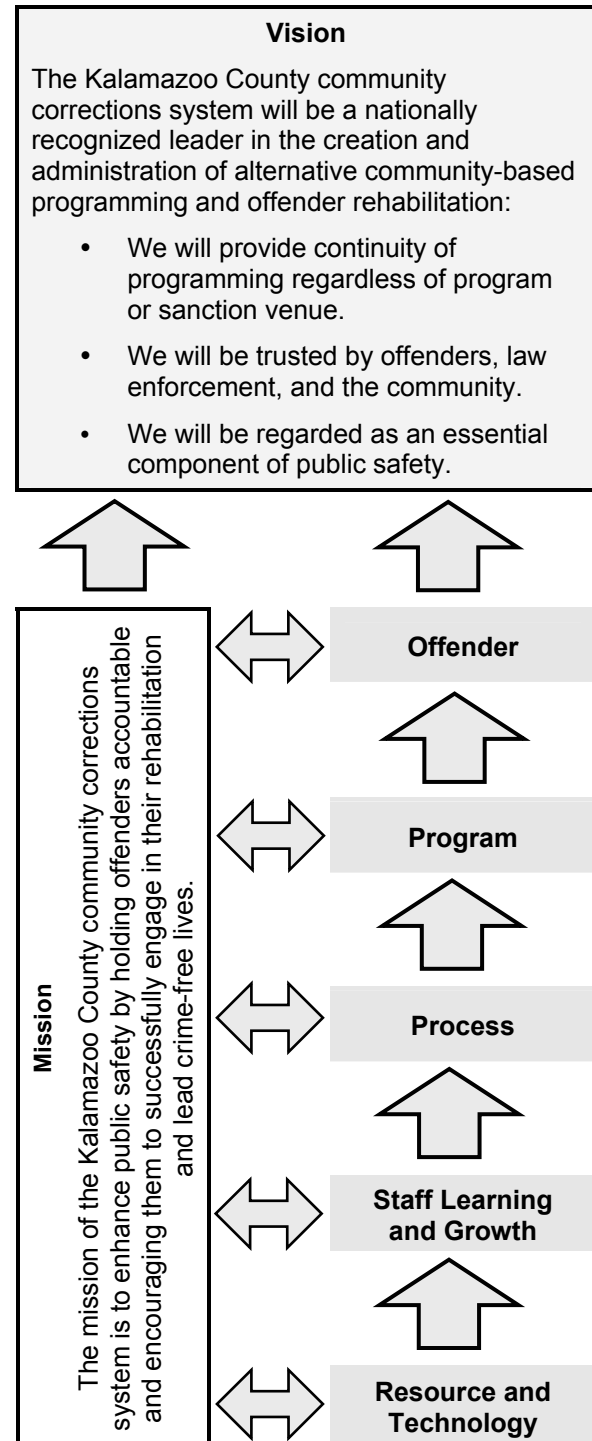 Vision
The Kalamazoo County community
corrections system will be a nationally
recognized leader in the creation and
administration of alternative community-based
programming and offender rehabilitation:
• We will provide continuity of
programming regardless of program
or sanction venue.
• We will be trusted by offenders, law
enforcement, and the community.
• We will be regarded as an essential
component of public safety.
Mission
The mission of the Kalamazoo County community corrections
system is to enhance public safety by holding offenders accountable
and encouraging them to successfully engage in their rehabilitation
and lead crime-free lives.
Offender
Program
Process
Staff Learning
and Growth
Resource and
Technology